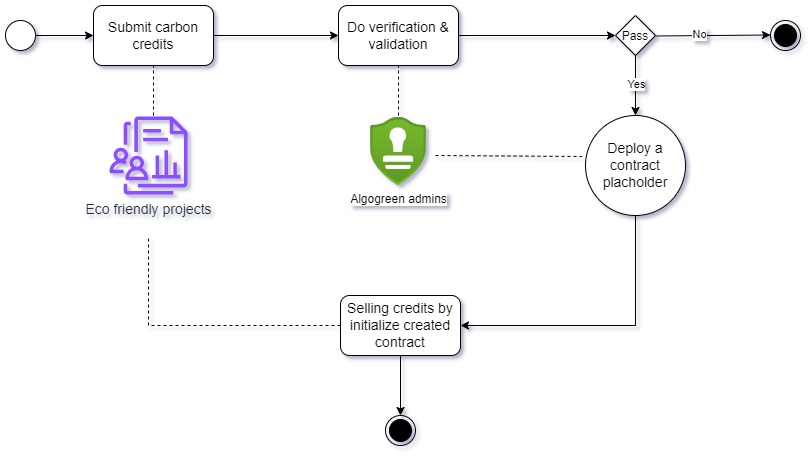 Submit carbon
credits
Do verification &
validation
Pass
No
Yes
Deploy a
contract
placholder
Eco friendly projects
Algogreen admins
Selling credits by
initialize created
contract